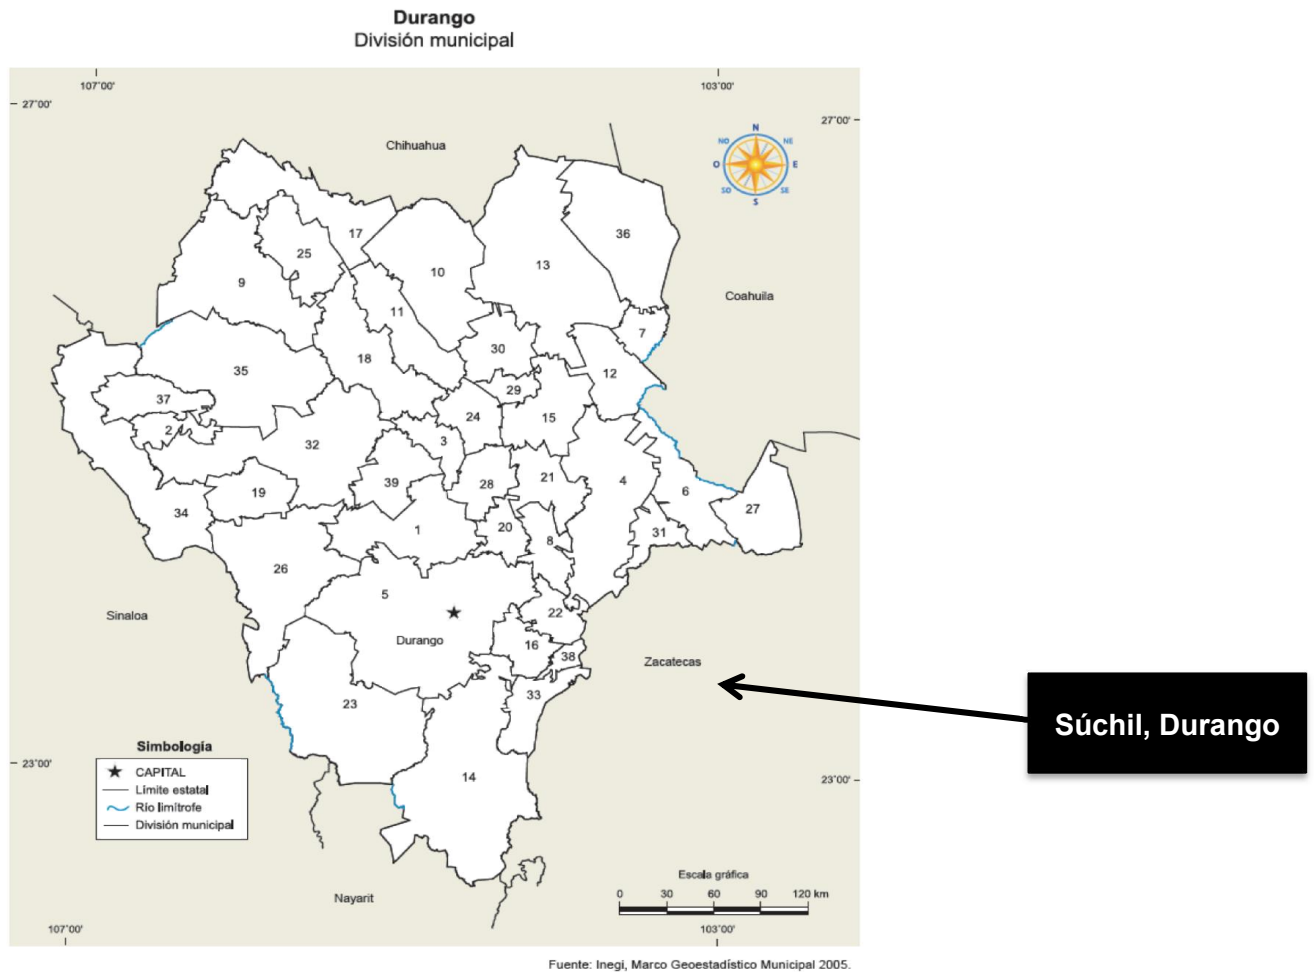 Durango
División municipal
107°00'
103°00'
27°00'
27°00'
Chihuahua
N
NO
NE
O
E
SO
SE
S
36
17
25
13
10
9
Coahuila
11
7
30
18
12
35
29
37
24
15
2
3
32
21
4
39
28
19
6
27
34
20
1
31
8
26
5
22
Sinaloa
Durango
16
38
Zacatecas
33
23
Súchil, Durango
Simbología
14
23°00'
CAPITAL
23°00'
Límite estatal
Río limítrofe
División municipal
Escala gráfica
0 30 60 90 120 km
Nayarit
107°00'
103°00'
Fuente: Inegi, Marco Geoestadístico Municipal 2005.